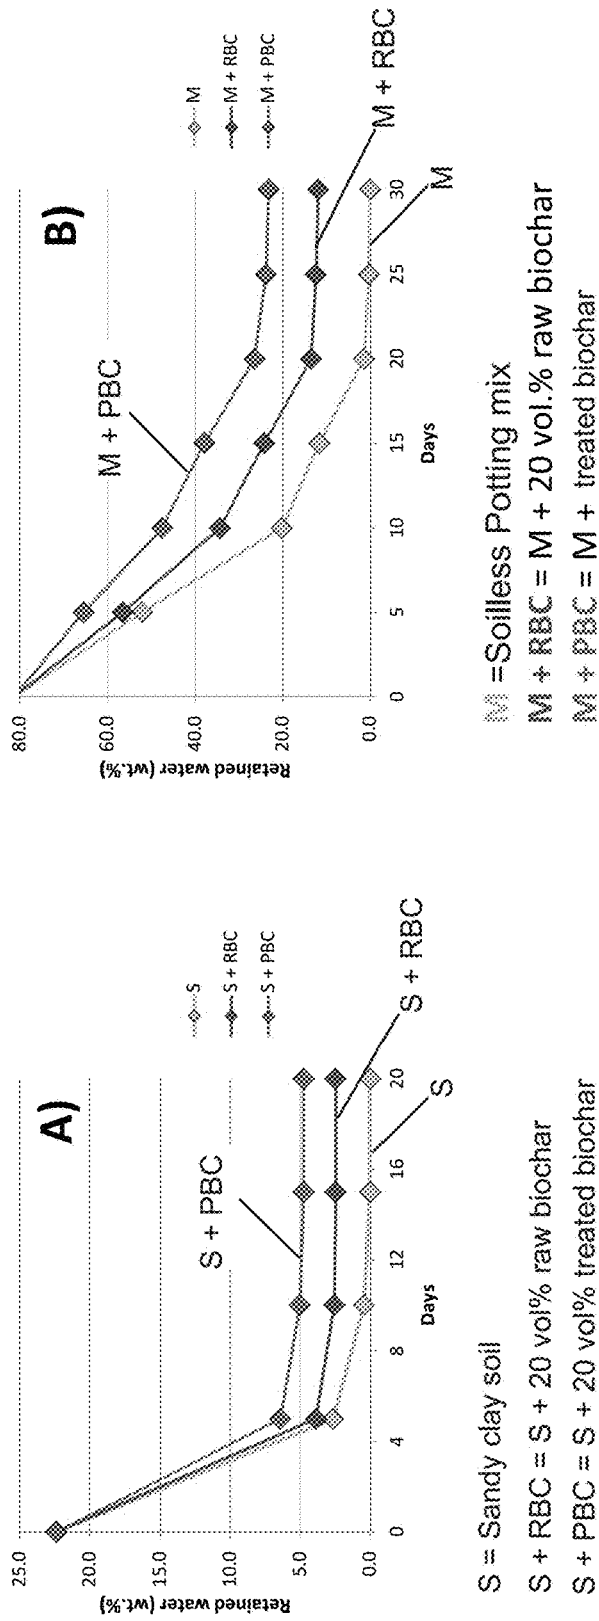 A)
25.0
20.0
15.0
10.0
5.0
0.0
Retained water (wt.%)
0
4
8
12
16
20
Days
S + PBC
S + RBC
S
S
S + RBC
S + PBC
S = Sandy clay soil
S + RBC = S + 20 vol% raw biochar
S + PBC = S + 20 vol% treated biochar
B)
80.0
60.0
40.0
20.0
0.0
Retained water (wt.%)
0
5
10
15
20
25
30
Days
M + PBC
M + RBC
M
M
M + RBC
M + PBC
M =Soilless Potting mix
M + RBC = M + 20 vol.% raw biochar
M + PBC = M + treated biochar